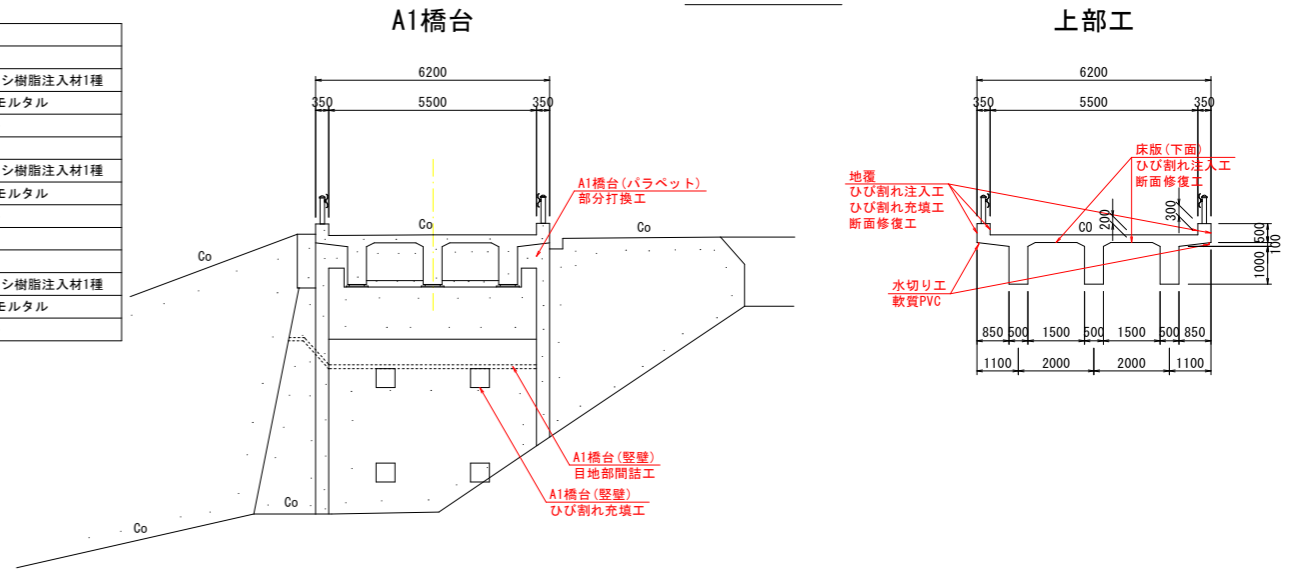 A1橋台
上部工
シ樹脂注入材1種
モルタル
シ樹脂注入材1種
モルタル
シ樹脂注入材1種
モルタル
6200
350
5500
350
A1橋台(パラペット)
部分打換工
Co
Co
Co
Co
Co
A1橋台(竪壁)
目地部間詰工
A1橋台(竪壁)
ひび割れ充填工
6200
350
5500
350
床版(下面)
ひび割れ注入工
断面修復工
地覆
ひび割れ注入工
ひび割れ充填工
断面修復工
CO
200
300
500
100
1000
水切り工
軟質PVC
850
500
1500
500
1500
500
850
1100
2000
2000
1100